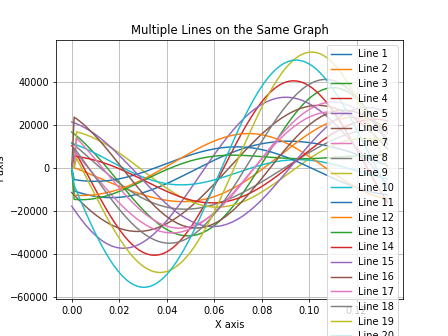 Multiple Lines on the Same Graph
40000
20000
0
−20000
−40000
−60000
0.00
0.02
0.04
0.06
0.08
0.10
X axis
Line 1
Line 2
Line 3
Line 4
Line 5
Line 6
Line 7
Line 8
Line 9
Line 10
Line 11
Line 12
Line 13
Line 14
Line 15
Line 16
Line 17
Line 18
Line 19
Line 20